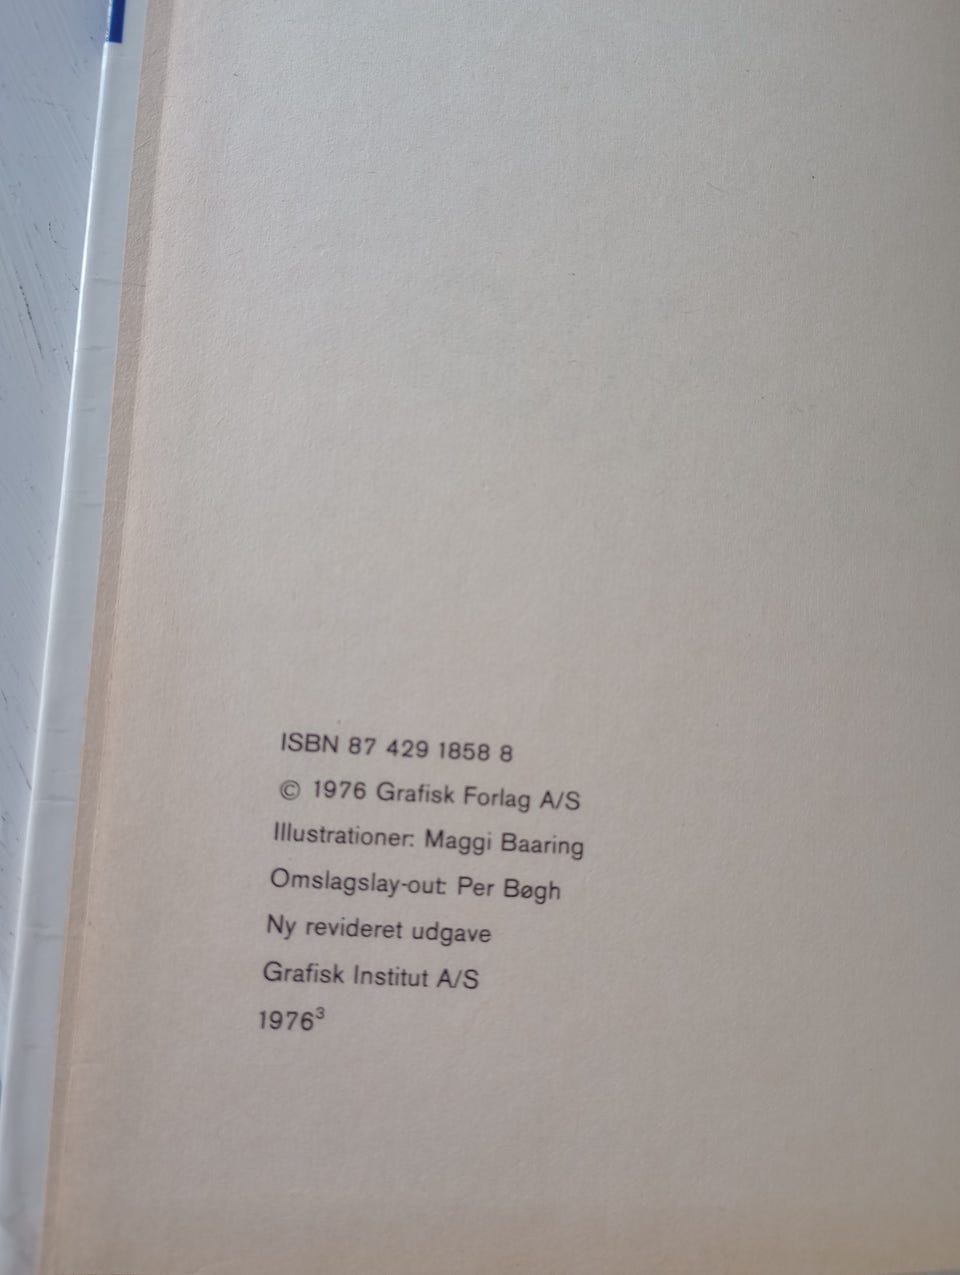 ISBN 87 429 1858 8
© 1976 Grafisk Forlag A/S
Illustrationer: Maggi Baaring
Omslagslay-out: Per Bøgh
Ny revideret udgave
Grafisk Institut A/S
1976³